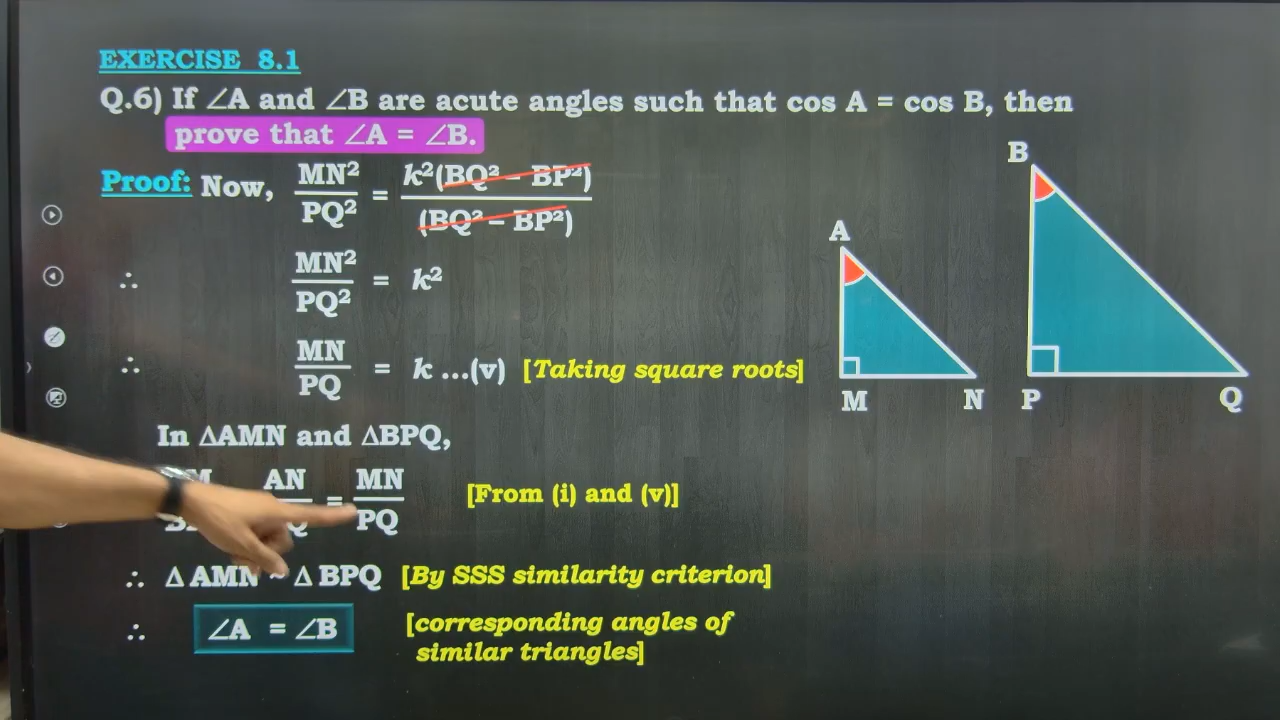 EXERCISE 8.1
Q.6) If ∠A and ∠B are acute angles such that cos A = cos B, then
prove that ∠A = ∠B.
Proof: Now, MN²/PQ² = k²(BQ² – BP²)/(BQ² – BP²)
∴ MN²/PQ² = k²
∴ MN/PQ = k ...(v) [Taking square roots]
In ΔAMN and ΔBPQ,
AN = MN/PQ [From (i) and (v)]
∴ Δ AMN ~ Δ BPQ [By SSS similarity criterion]
∴ ∠A = ∠B [corresponding angles of
similar triangles]
A
M
N
B
P
Q